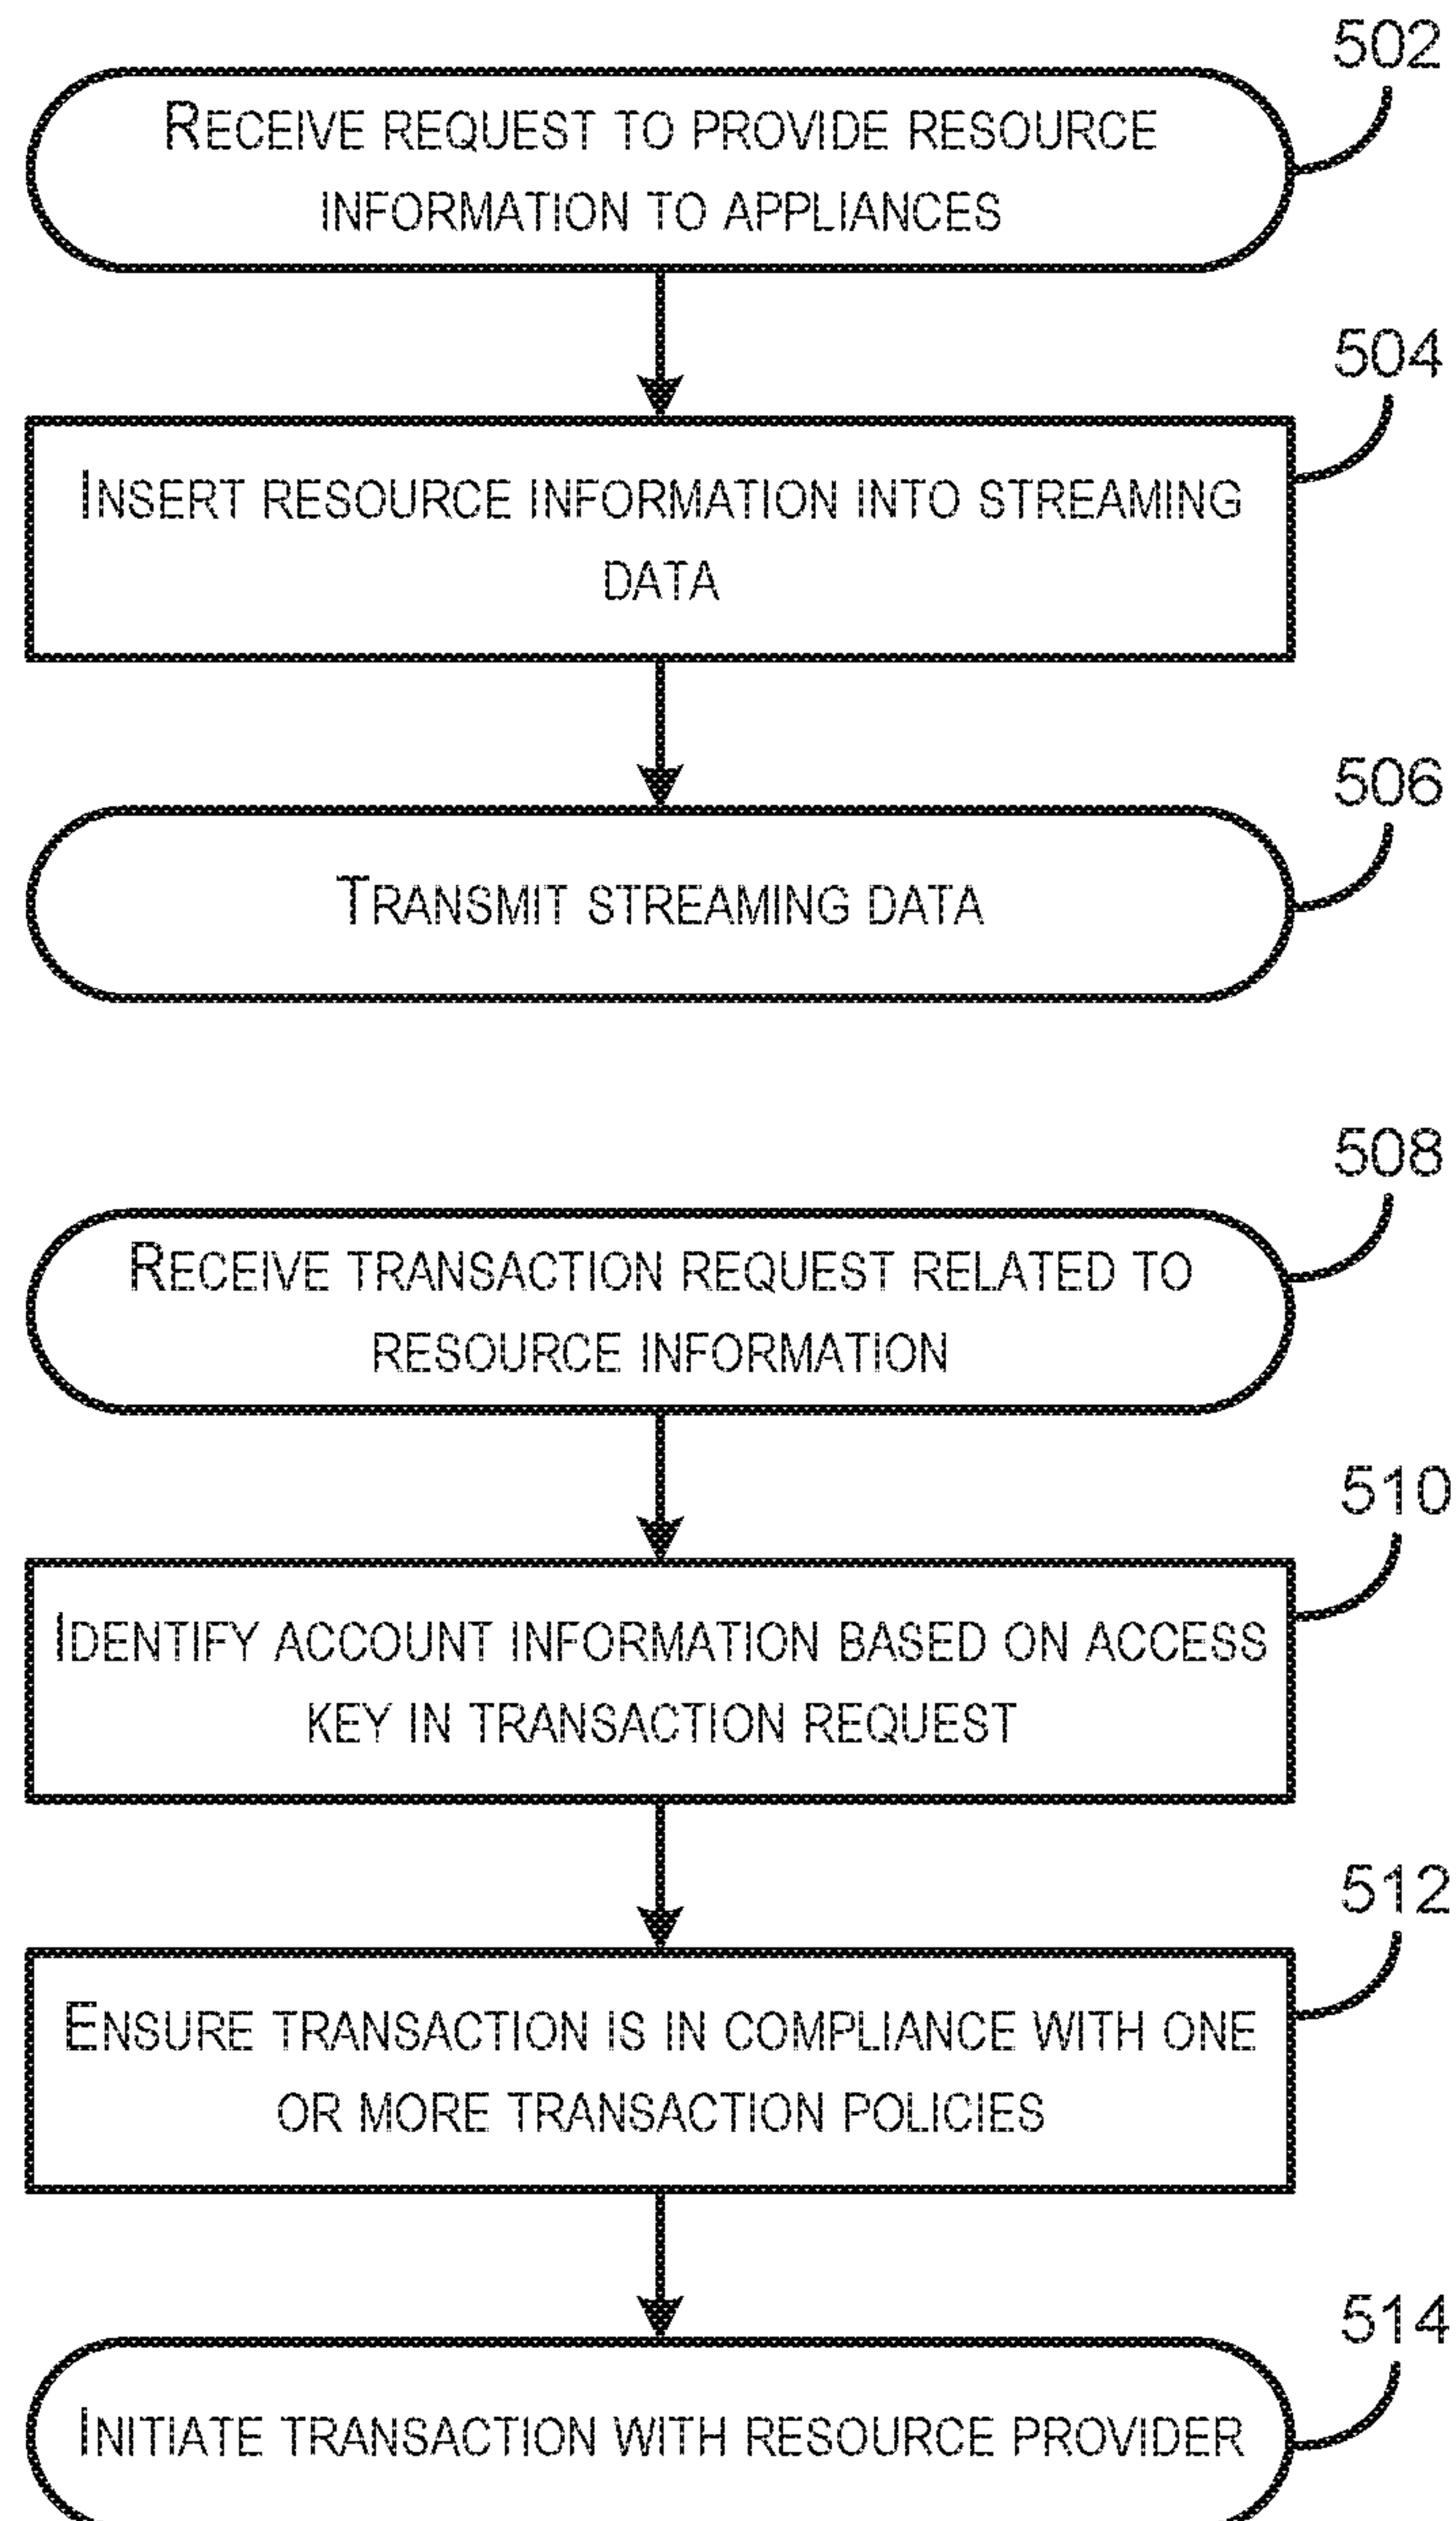 502
RECEIVE REQUEST TO PROVIDE RESOURCE
INFORMATION TO APPLIANCES
504
INSERT RESOURCE INFORMATION INTO STREAMING
DATA
506
TRANSMIT STREAMING DATA
508
RECEIVE TRANSACTION REQUEST RELATED TO
RESOURCE INFORMATION
510
IDENTIFY ACCOUNT INFORMATION BASED ON ACCESS
KEY IN TRANSACTION REQUEST
512
ENSURE TRANSACTION IS IN COMPLIANCE WITH ONE
OR MORE TRANSACTION POLICIES
514
INITIATE TRANSACTION WITH RESOURCE PROVIDER